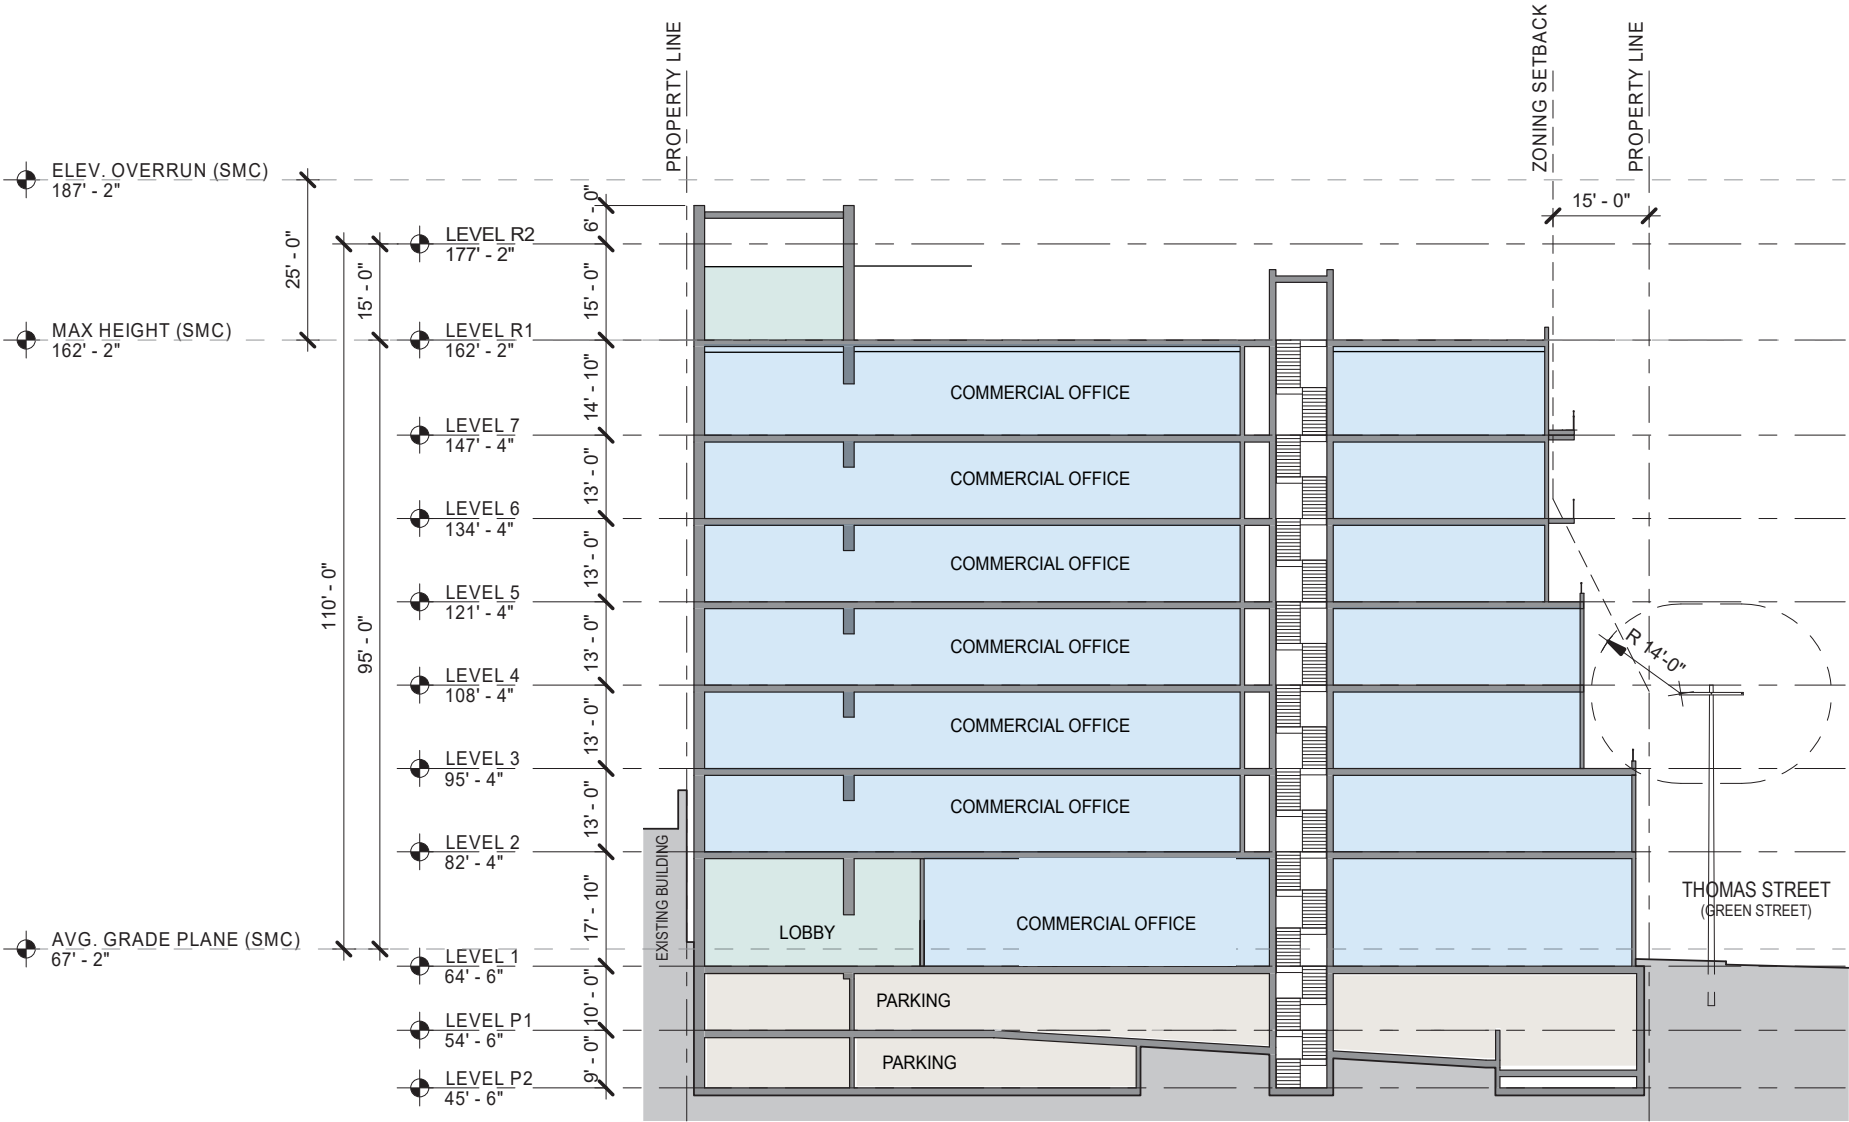 PROPERTY LINE
ZONING SETBACK
PROPERTY LINE
ELEV. OVERRUN (SMC)
187' - 2"
15' - 0"
6' - 0"
LEVEL R2
177' - 2"
25' - 0"
15' - 0"
15' - 0"
MAX HEIGHT (SMC)
162' - 2"
LEVEL R1
162' - 2"
14' - 10"
COMMERCIAL OFFICE
LEVEL 7
147' - 4"
13' - 0"
COMMERCIAL OFFICE
LEVEL 6
134' - 4"
13' - 0"
COMMERCIAL OFFICE
LEVEL 5
121' - 4"
110' - 0"
95' - 0"
13' - 0"
COMMERCIAL OFFICE
R 14'-0"
LEVEL 4
108' - 4"
13' - 0"
COMMERCIAL OFFICE
LEVEL 3
95' - 4"
13' - 0"
COMMERCIAL OFFICE
LEVEL 2
82' - 4"
EXISTING BUILDING
THOMAS STREET
(GREEN STREET)
17' - 10"
LOBBY
COMMERCIAL OFFICE
AVG. GRADE PLANE (SMC)
67' - 2"
LEVEL 1
64' - 6"
10' - 0"
PARKING
LEVEL P1
54' - 6"
9' - 0"
PARKING
LEVEL P2
45' - 6"